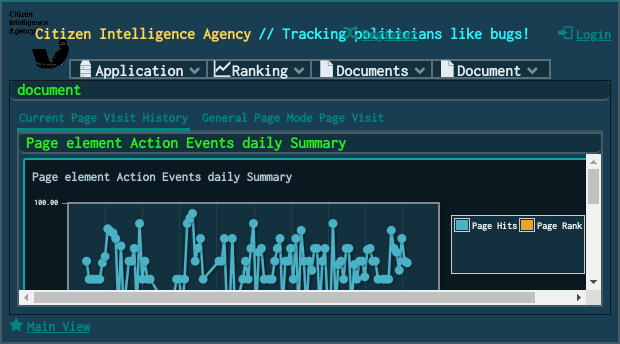 Citizen
Intelligence
Agency
Citizen Intelligence Agency // Tracking politicians like bugs!
Register
Login
Application
Ranking
Documents
Document
document
Current Page Visit History
General Page Mode Page Visit
Page element Action Events daily Summary
Page element Action Events daily Summary
100.00
Page Hits
Page Rank
Main View